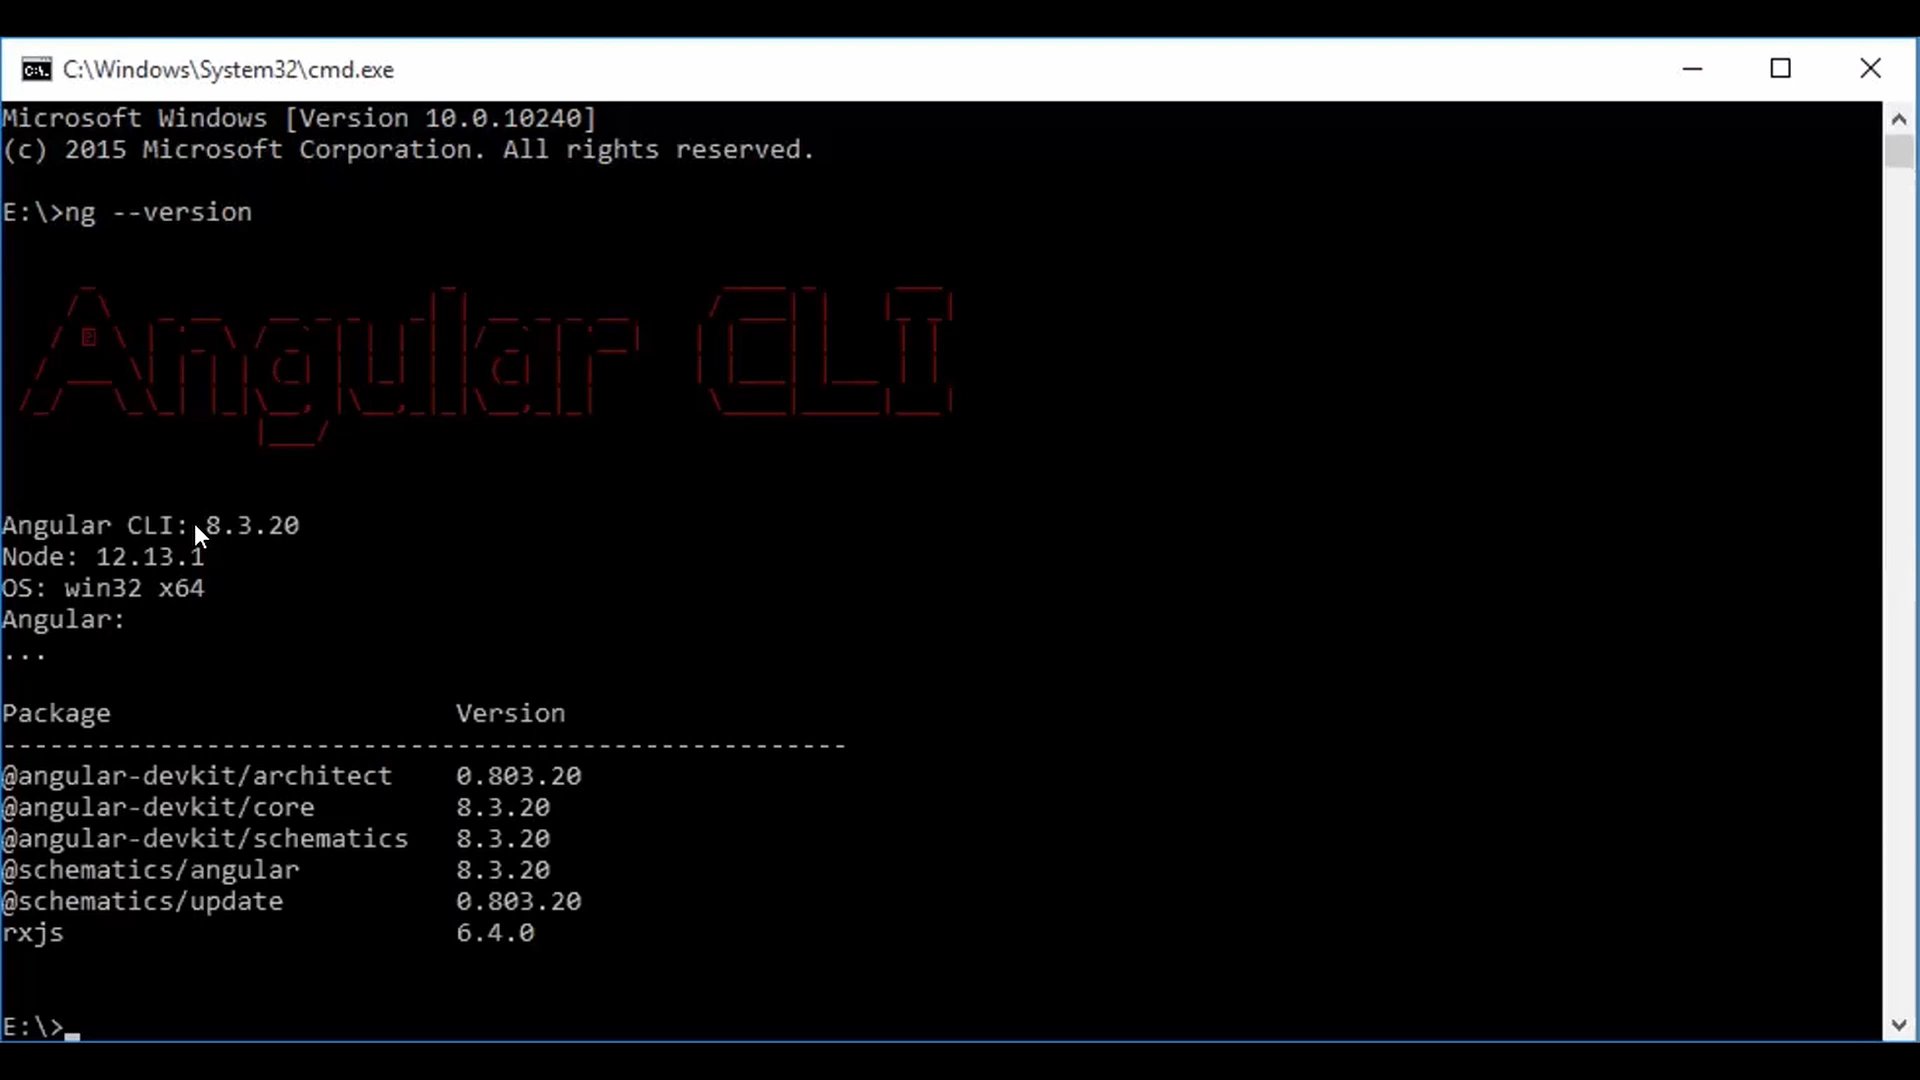 C:\Windows\System32\cmd.exe
Microsoft Windows [Version 10.0.10240]
(c) 2015 Microsoft Corporation. All rights reserved.
E:\>ng --version
Angular CLI
Angular CLI: 8.3.20
Node: 12.13.1
OS: win32 x64
Angular:
...
Package Version
------------------------------------------------------
@angular-devkit/architect 0.803.20
@angular-devkit/core 8.3.20
@angular-devkit/schematics 8.3.20
@schematics/angular 8.3.20
@schematics/update 0.803.20
rxjs 6.4.0
E:\>